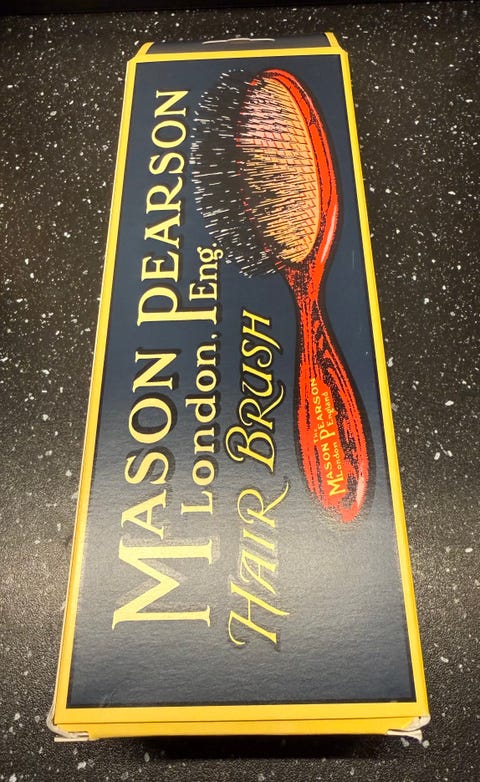 MASON PEARSON
London, Eng.
HAIR BRUSH
The
MASON PEARSON
London England